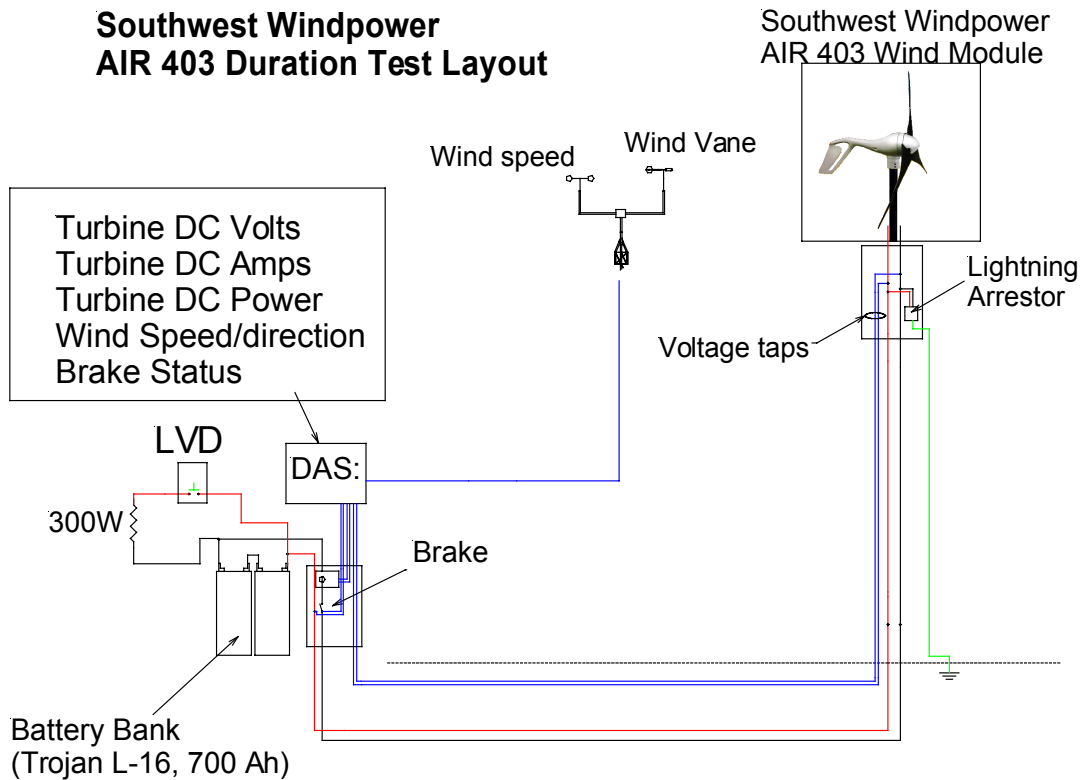 Southwest Windpower
AIR 403 Duration Test Layout
Southwest Windpower
AIR 403 Wind Module
Wind speed
Wind Vane
Turbine DC Volts
Turbine DC Amps
Turbine DC Power
Wind Speed/direction
Brake Status
Lightning
Arrestor
Voltage taps
LVD
DAS:
300W
Brake
Battery Bank
(Trojan L-16, 700 Ah)